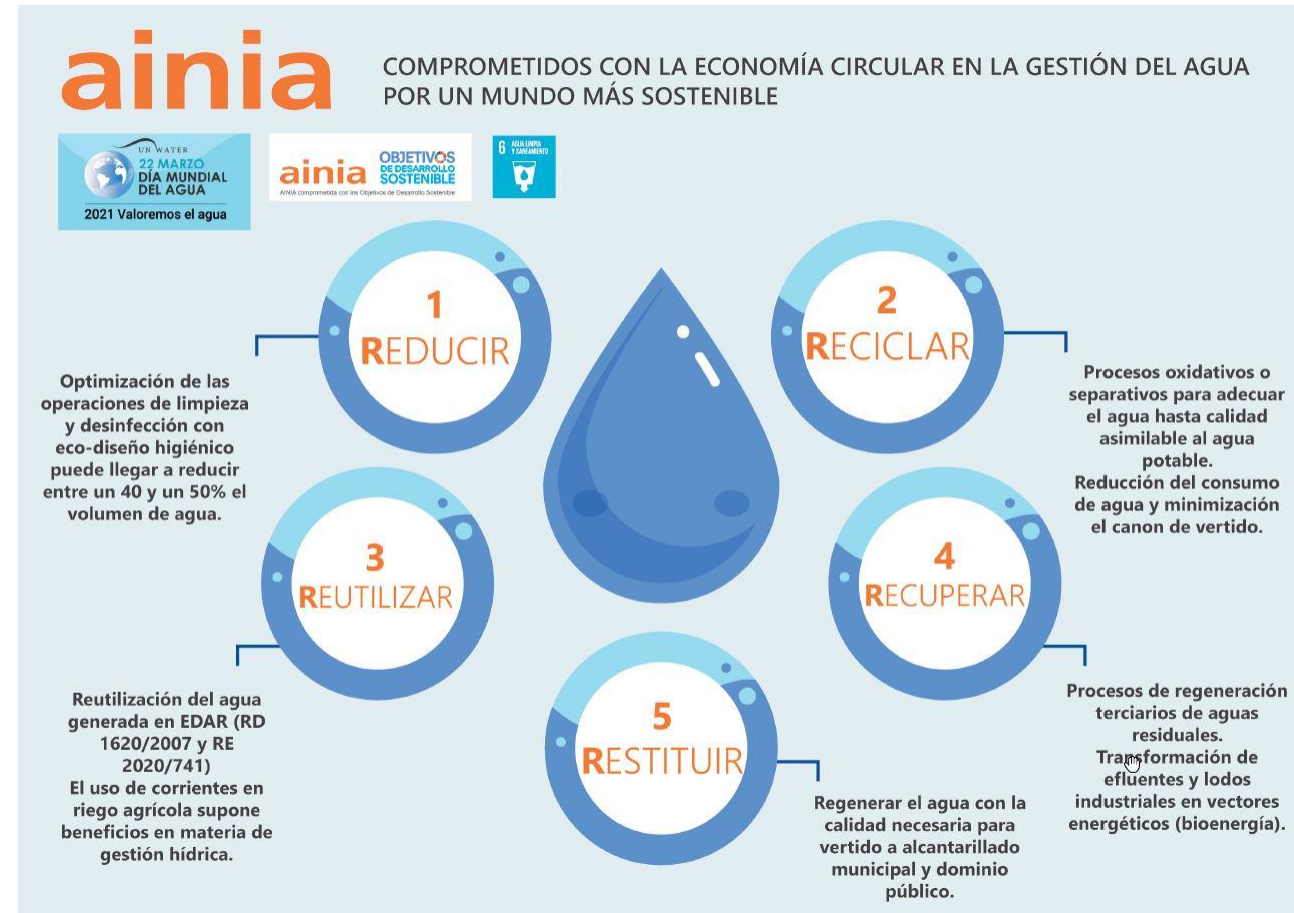 ainia
COMPROMETIDOS CON LA ECONOMÍA CIRCULAR EN LA GESTIÓN DEL AGUA
POR UN MUNDO MÁS SOSTENIBLE
UN WATER
22 MARZO
DÍA MUNDIAL
DEL AGUA
2021 Valoremos el agua
ainia
OBJETIVOS
DE DESARROLLO
SOSTENIBLE
AINIA comprometida con los Objetivos de Desarrollo Sostenible
6 AGUA LIMPIA
Y SANEAMIENTO
1
REDUCIR
Optimización de las
operaciones de limpieza
y desinfección con
eco-diseño higiénico
puede llegar a reducir
entre un 40 y un 50% el
volumen de agua.
2
RECICLAR
Procesos oxidativos o
separativos para adecuar
el agua hasta calidad
asimilable al agua
potable.
Reducción del consumo
de agua y minimización
el canon de vertido.
3
REUTILIZAR
Reutilización del agua
generada en EDAR (RD
1620/2007 y RE
2020/741)
El uso de corrientes en
riego agrícola supone
beneficios en materia de
gestión hídrica.
4
RECUPERAR
Procesos de regeneración
terciarios de aguas
residuales.
Transformación de
efluentes y lodos
industriales en vectores
energéticos (bioenergía).
5
RESTITUIR
Regenerar el agua con la
calidad necesaria para
vertido a alcantarillado
municipal y dominio
público.